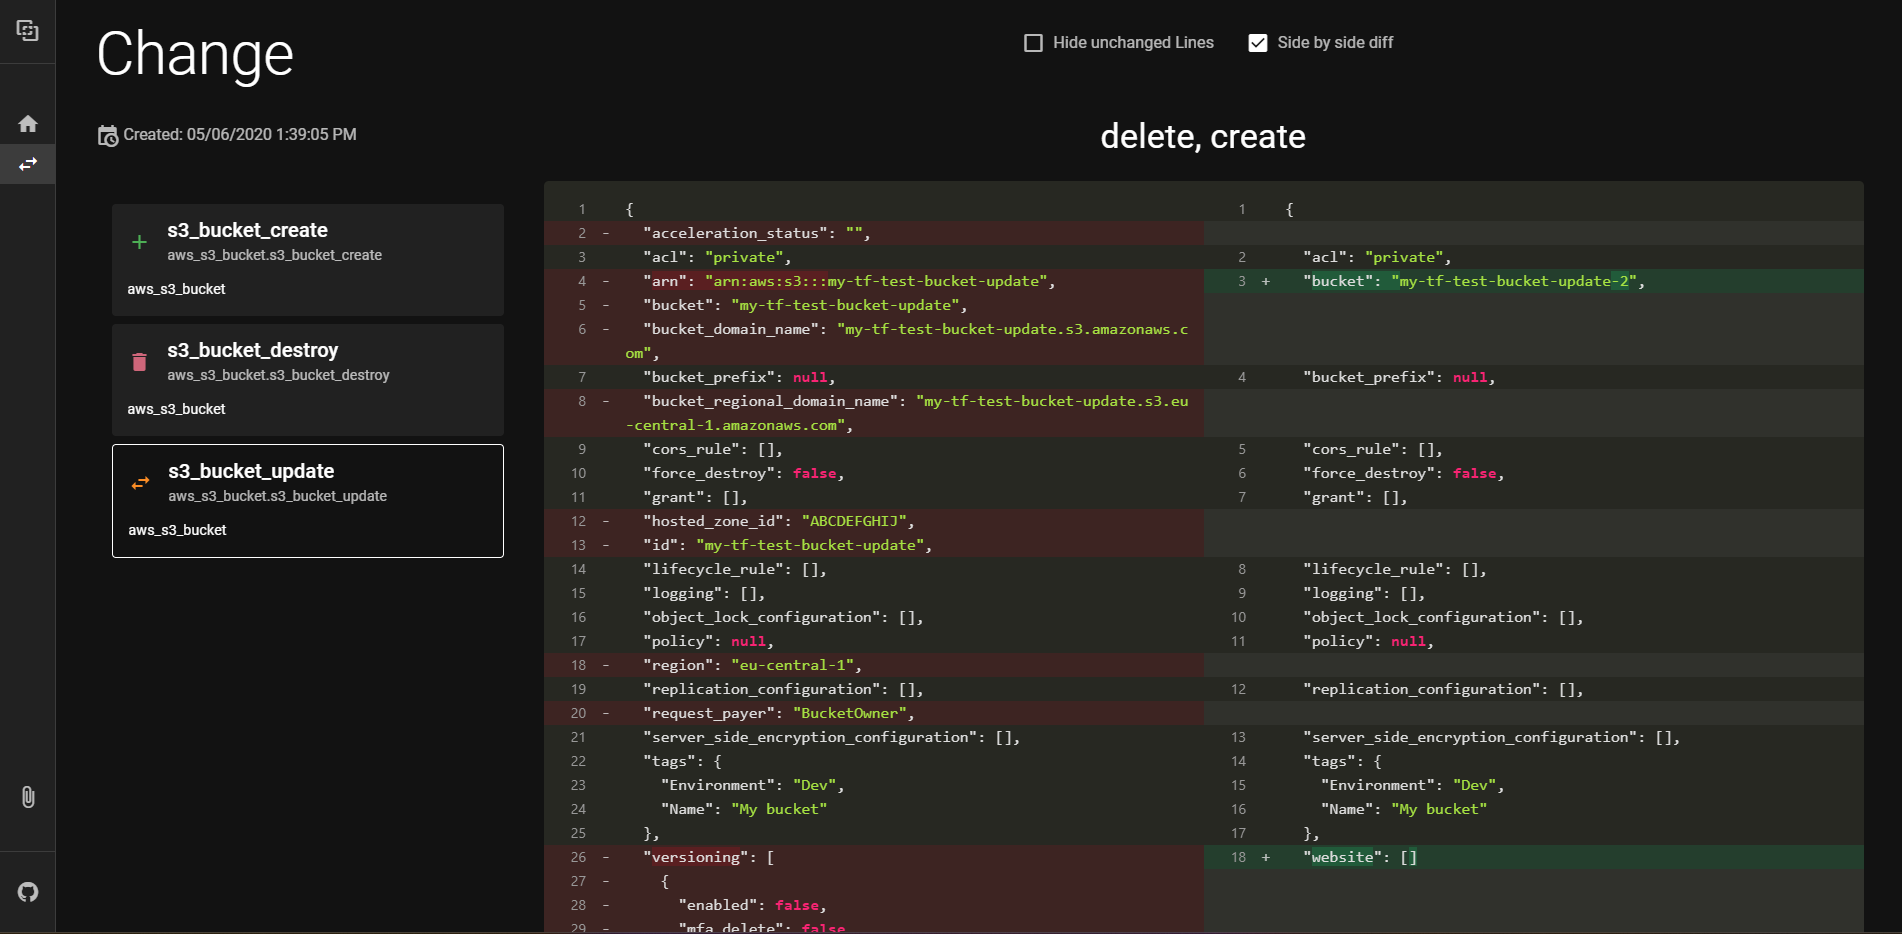 Change
Hide unchanged Lines
Side by side diff
Created: 05/06/2020 1:39:05 PM
delete, create
s3_bucket_create
aws_s3_bucket.s3_bucket_create
aws_s3_bucket
s3_bucket_destroy
aws_s3_bucket.s3_bucket_destroy
aws_s3_bucket
s3_bucket_update
aws_s3_bucket.s3_bucket_update
aws_s3_bucket
1 {
2 - "acceleration_status": "",
3 "acl": "private",
4 - "arn": "arn:aws:s3:::my-tf-test-bucket-update",
5 - "bucket": "my-tf-test-bucket-update",
6 - "bucket_domain_name": "my-tf-test-bucket-update.s3.amazonaws.c
om",
7 "bucket_prefix": null,
8 - "bucket_regional_domain_name": "my-tf-test-bucket-update.s3.eu
-central-1.amazonaws.com",
9 "cors_rule": [],
10 "force_destroy": false,
11 "grant": [],
12 - "hosted_zone_id": "ABCDEFGHIJ",
13 - "id": "my-tf-test-bucket-update",
14 "lifecycle_rule": [],
15 "logging": [],
16 "object_lock_configuration": [],
17 "policy": null,
18 - "region": "eu-central-1",
19 "replication_configuration": [],
20 - "request_payer": "BucketOwner",
21 "server_side_encryption_configuration": [],
22 "tags": {
23 "Environment": "Dev",
24 "Name": "My bucket"
25 },
26 - "versioning": [
27 - {
28 - "enabled": false,
29 - "mfa_delete": false
1 {
2 "acl": "private",
3 + "bucket": "my-tf-test-bucket-update-2",
4 "bucket_prefix": null,
5 "cors_rule": [],
6 "force_destroy": false,
7 "grant": [],
8 "lifecycle_rule": [],
9 "logging": [],
10 "object_lock_configuration": [],
11 "policy": null,
12 "replication_configuration": [],
13 "server_side_encryption_configuration": [],
14 "tags": {
15 "Environment": "Dev",
16 "Name": "My bucket"
17 },
18 + "website": []